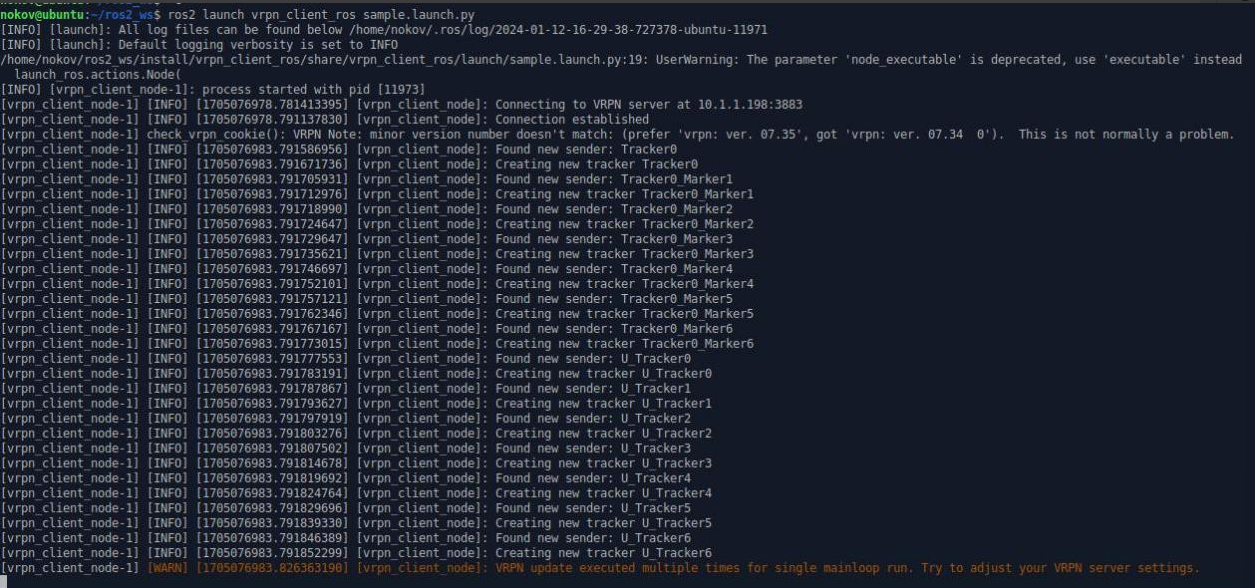 nokov@ubuntu:~/ros2_ws$ ros2 launch vrpn_client_ros sample.launch.py
[INFO] [launch]: All log files can be found below /home/nokov/.ros/log/2024-01-12-16-29-38-727378-ubuntu-11971
[INFO] [launch]: Default logging verbosity is set to INFO
/home/nokov/ros2_ws/install/vrpn_client_ros/share/vrpn_client_ros/launch/sample.launch.py:19: UserWarning: The parameter 'node_executable' is deprecated, use 'executable' instead
  launch_ros.actions.Node(
[INFO] [vrpn_client_node-1]: process started with pid [11973]
[vrpn_client_node-1] [INFO] [1705076978.781413395] [vrpn_client_node]: Connecting to VRPN server at 10.1.1.198:3883
[vrpn_client_node-1] [INFO] [1705076978.791137830] [vrpn_client_node]: Connection established
[vrpn_client_node-1] check_vrpn_cookie(): VRPN Note: minor version number doesn't match: (prefer 'vrpn: ver. 07.35', got 'vrpn: ver. 07.34  0').  This is not normally a problem.
[vrpn_client_node-1] [INFO] [1705076983.791586956] [vrpn_client_node]: Found new sender: Tracker0
[vrpn_client_node-1] [INFO] [1705076983.791671736] [vrpn_client_node]: Creating new tracker Tracker0
[vrpn_client_node-1] [INFO] [1705076983.791705931] [vrpn_client_node]: Found new sender: Tracker0_Marker1
[vrpn_client_node-1] [INFO] [1705076983.791712976] [vrpn_client_node]: Creating new tracker Tracker0_Marker1
[vrpn_client_node-1] [INFO] [1705076983.791718990] [vrpn_client_node]: Found new sender: Tracker0_Marker2
[vrpn_client_node-1] [INFO] [1705076983.791724647] [vrpn_client_node]: Creating new tracker Tracker0_Marker2
[vrpn_client_node-1] [INFO] [1705076983.791729647] [vrpn_client_node]: Found new sender: Tracker0_Marker3
[vrpn_client_node-1] [INFO] [1705076983.791735621] [vrpn_client_node]: Creating new tracker Tracker0_Marker3
[vrpn_client_node-1] [INFO] [1705076983.791746697] [vrpn_client_node]: Found new sender: Tracker0_Marker4
[vrpn_client_node-1] [INFO] [1705076983.791752101] [vrpn_client_node]: Creating new tracker Tracker0_Marker4
[vrpn_client_node-1] [INFO] [1705076983.791757121] [vrpn_client_node]: Found new sender: Tracker0_Marker5
[vrpn_client_node-1] [INFO] [1705076983.791762346] [vrpn_client_node]: Creating new tracker Tracker0_Marker5
[vrpn_client_node-1] [INFO] [1705076983.791767167] [vrpn_client_node]: Found new sender: Tracker0_Marker6
[vrpn_client_node-1] [INFO] [1705076983.791773015] [vrpn_client_node]: Creating new tracker Tracker0_Marker6
[vrpn_client_node-1] [INFO] [1705076983.791777553] [vrpn_client_node]: Found new sender: U_Tracker0
[vrpn_client_node-1] [INFO] [1705076983.791783191] [vrpn_client_node]: Creating new tracker U_Tracker0
[vrpn_client_node-1] [INFO] [1705076983.791787867] [vrpn_client_node]: Found new sender: U_Tracker1
[vrpn_client_node-1] [INFO] [1705076983.791793627] [vrpn_client_node]: Creating new tracker U_Tracker1
[vrpn_client_node-1] [INFO] [1705076983.791797919] [vrpn_client_node]: Found new sender: U_Tracker2
[vrpn_client_node-1] [INFO] [1705076983.791803276] [vrpn_client_node]: Creating new tracker U_Tracker2
[vrpn_client_node-1] [INFO] [1705076983.791807502] [vrpn_client_node]: Found new sender: U_Tracker3
[vrpn_client_node-1] [INFO] [1705076983.791814678] [vrpn_client_node]: Creating new tracker U_Tracker3
[vrpn_client_node-1] [INFO] [1705076983.791819692] [vrpn_client_node]: Found new sender: U_Tracker4
[vrpn_client_node-1] [INFO] [1705076983.791824764] [vrpn_client_node]: Creating new tracker U_Tracker4
[vrpn_client_node-1] [INFO] [1705076983.791829696] [vrpn_client_node]: Found new sender: U_Tracker5
[vrpn_client_node-1] [INFO] [1705076983.791839330] [vrpn_client_node]: Creating new tracker U_Tracker5
[vrpn_client_node-1] [INFO] [1705076983.791846389] [vrpn_client_node]: Found new sender: U_Tracker6
[vrpn_client_node-1] [INFO] [1705076983.791852299] [vrpn_client_node]: Creating new tracker U_Tracker6
[vrpn_client_node-1] [WARN] [1705076983.826363190] [vrpn_client_node]: VRPN update executed multiple times for single mainloop run. Try to adjust your VRPN server settings.